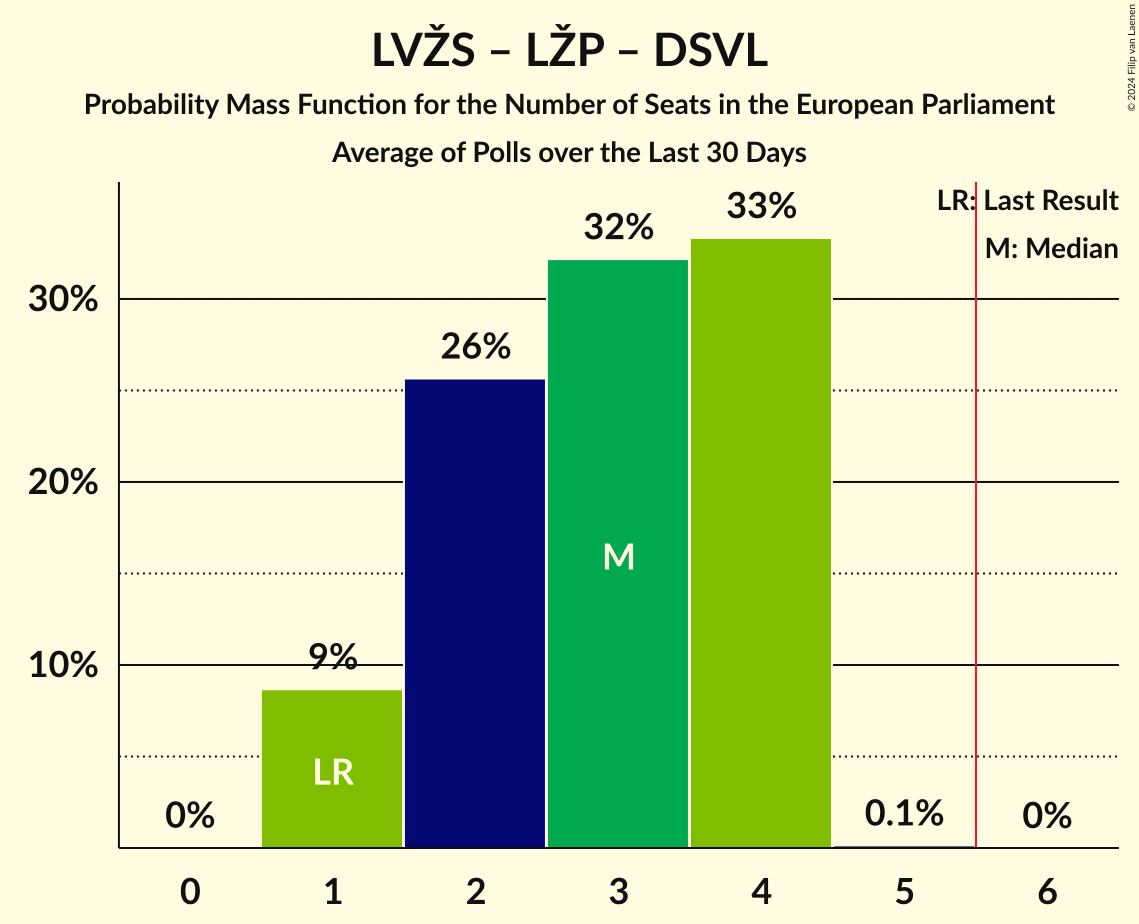 LVŽS – LŽP – DSVL
Probability Mass Function for the Number of Seats in the European Parliament
Average of Polls over the Last 30 Days
© 2024 Filip van Laenen
LR: Last Result
M: Median
33%
32%
30%
26%
20%
M
10%
9%
LR
0%
0.1%
0%
0 1 2 3 4 5 6